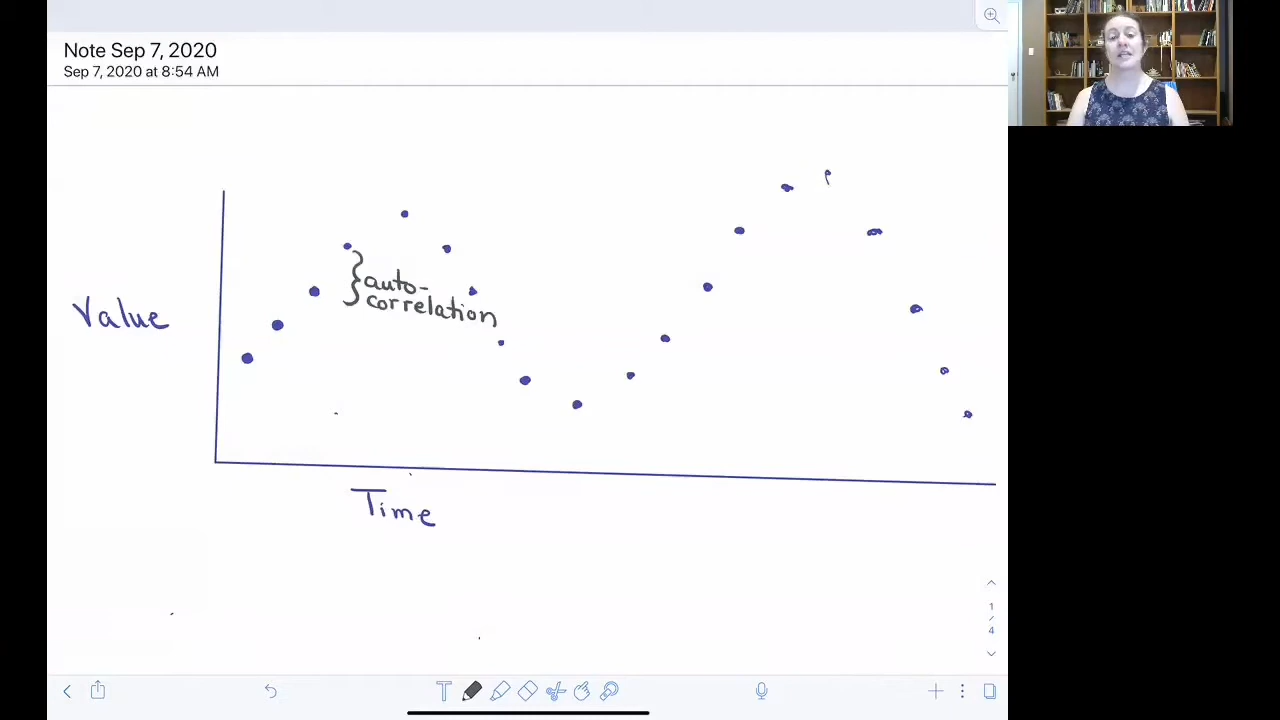 Note Sep 7, 2020
Sep 7, 2020 at 8:54 AM
auto-
correlation
Value
Time
1
/
4
T